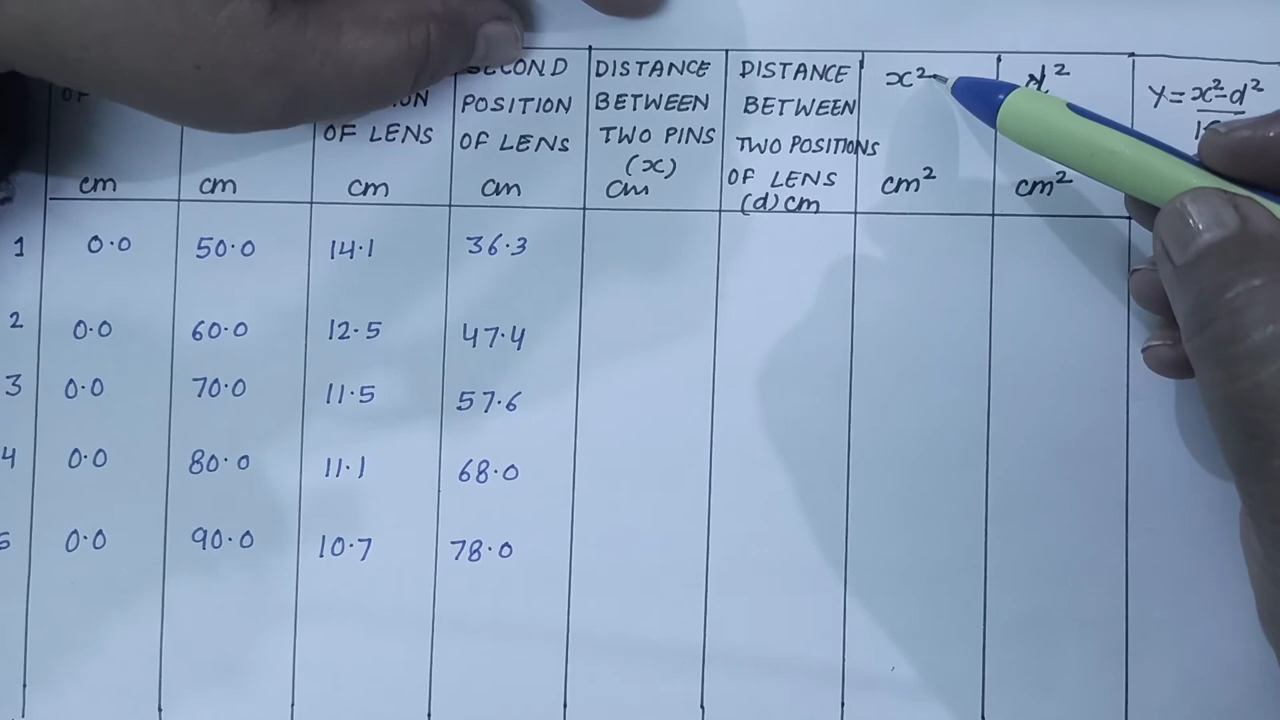 OF
cm
cm
OF LENS
cm
SECOND
POSITION
OF LENS
cm
DISTANCE
BETWEEN
TWO PINS
(x)
cm
DISTANCE
BETWEEN
TWO POSITIONS
OF LENS
(d) cm
x²
cm²
d²
cm²
Y = x²-d²
1 0.0 50.0 14.1 36.3
2 0.0 60.0 12.5 47.4
3 0.0 70.0 11.5 57.6
4 0.0 80.0 11.1 68.0
5 0.0 90.0 10.7 78.0